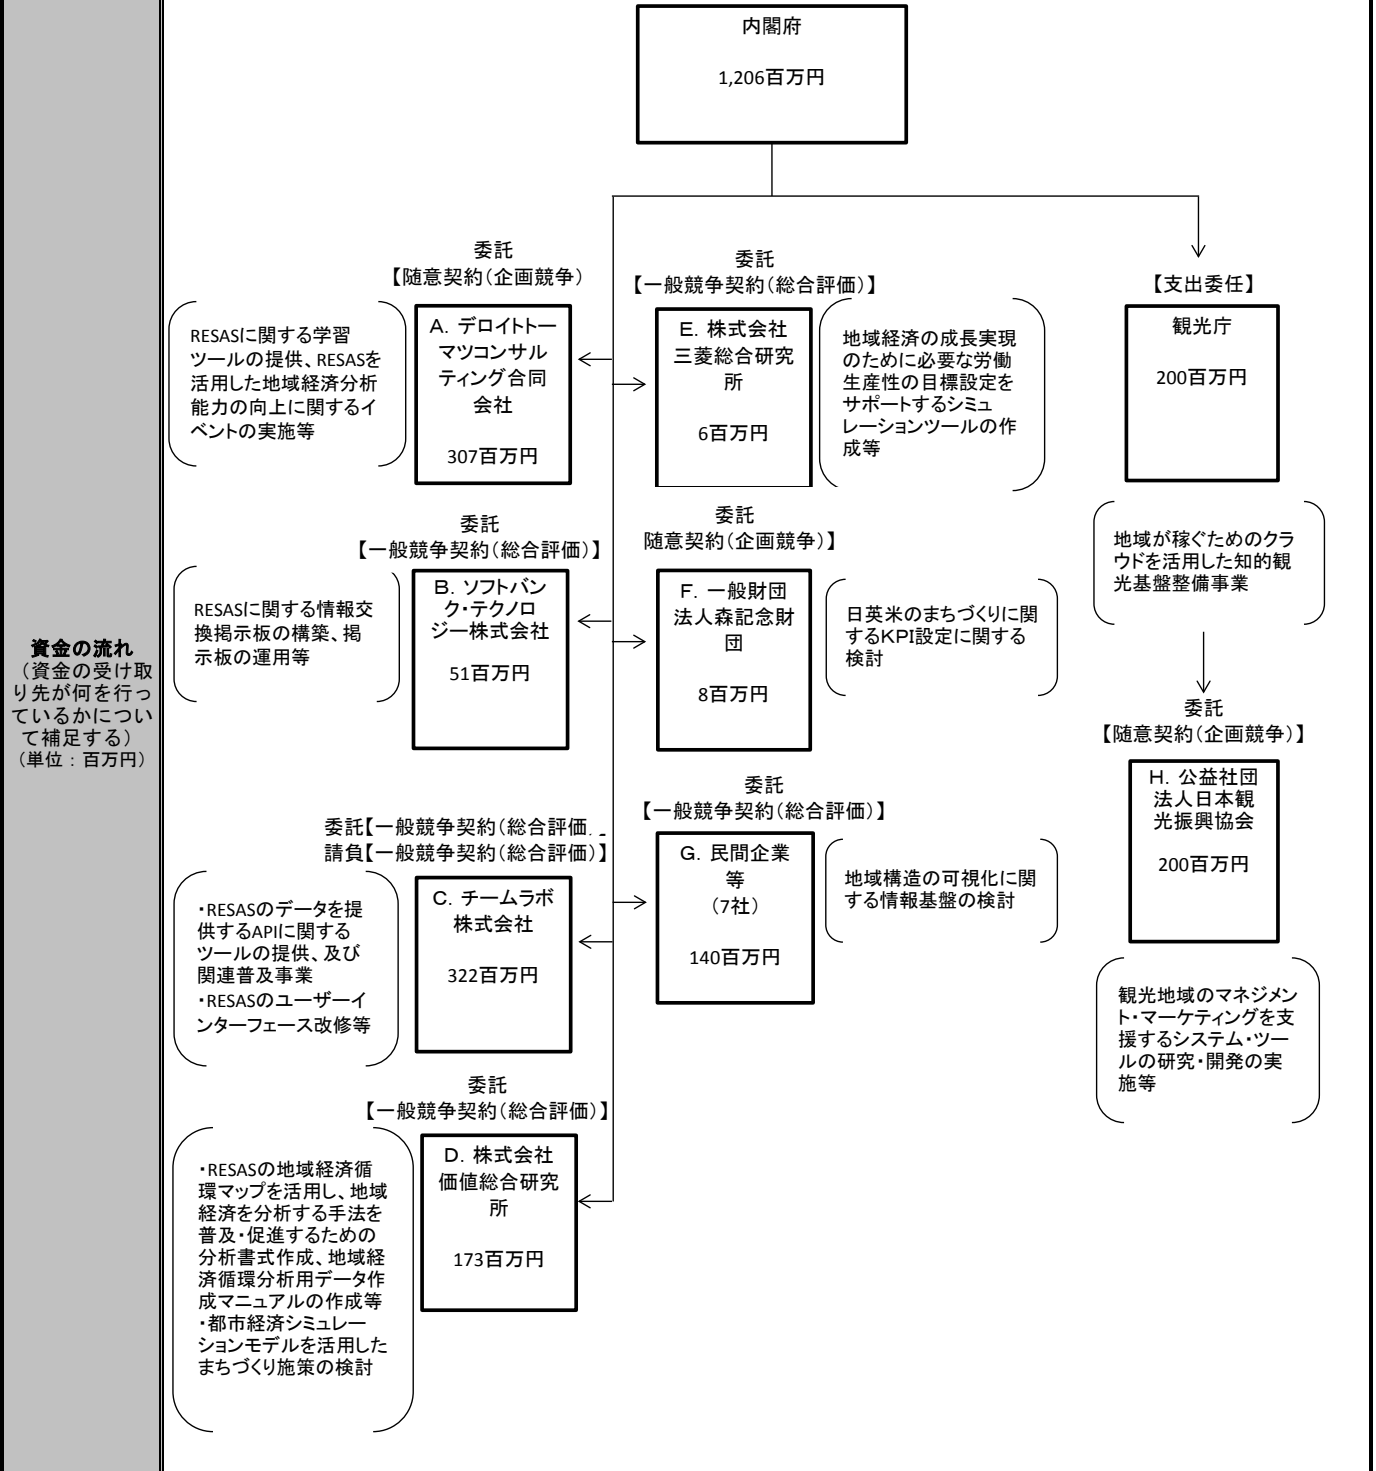 資金の流れ
（資金の受け取
り先が何を行っ
ているかについ
て補足する）
（単位：百万円）
内閣府
1,206百万円
委託
【随意契約（企画競争）
RESASに関する学習
ツールの提供、RESASを
活用した地域経済分析
能力の向上に関するイ
ベントの実施等
A．デロイトトー
マツコンサル
ティング合同
会社
307百万円
委託
【一般競争契約（総合評価）】
RESASに関する情報交
換掲示板の構築、掲
示板の運用等
B．ソフトバン
ク・テクノロ
ジー株式会社
51百万円
委託【一般競争契約（総合評価
請負【一般競争契約（総合評価）】
・RESASのデータを提
供するAPIに関する
ツールの提供、及び
関連普及事業
・RESASのユーザーイ
ンターフェース改修等
C．チームラボ
株式会社
322百万円
委託
【一般競争契約（総合評価）】
・RESASの地域経済循
環マップを活用し、地域
経済を分析する手法を
普及・促進するための
分析書式作成、地域経
済循環分析用データ作
成マニュアルの作成等
・都市経済シミュレー
ションモデルを活用した
まちづくり施策の検討
D．株式会社
価値総合研究
所
173百万円
委託
【一般競争契約（総合評価）】
E．株式会社
三菱総合研究
所
6百万円
地域経済の成長実現
のために必要な労働
生産性の目標設定を
サポートするシミュ
レーションツールの作
成等
委託
随意契約（企画競争）】
F．一般財団
法人森記念財
団
8百万円
日英米のまちづくりに関
するKPI設定に関する
検討
委託
【一般競争契約（総合評価）】
G．民間企業
等
（7社）
140百万円
地域構造の可視化に関
する情報基盤の検討
【支出委任】
観光庁
200百万円
地域が稼ぐためのクラ
ウドを活用した知的観
光基盤整備事業
委託
【随意契約（企画競争）】
H．公益社団
法人日本観
光振興協会
200百万円
観光地域のマネジメン
ト・マーケティングを支
援するシステム・ツー
ルの研究・開発の実
施等